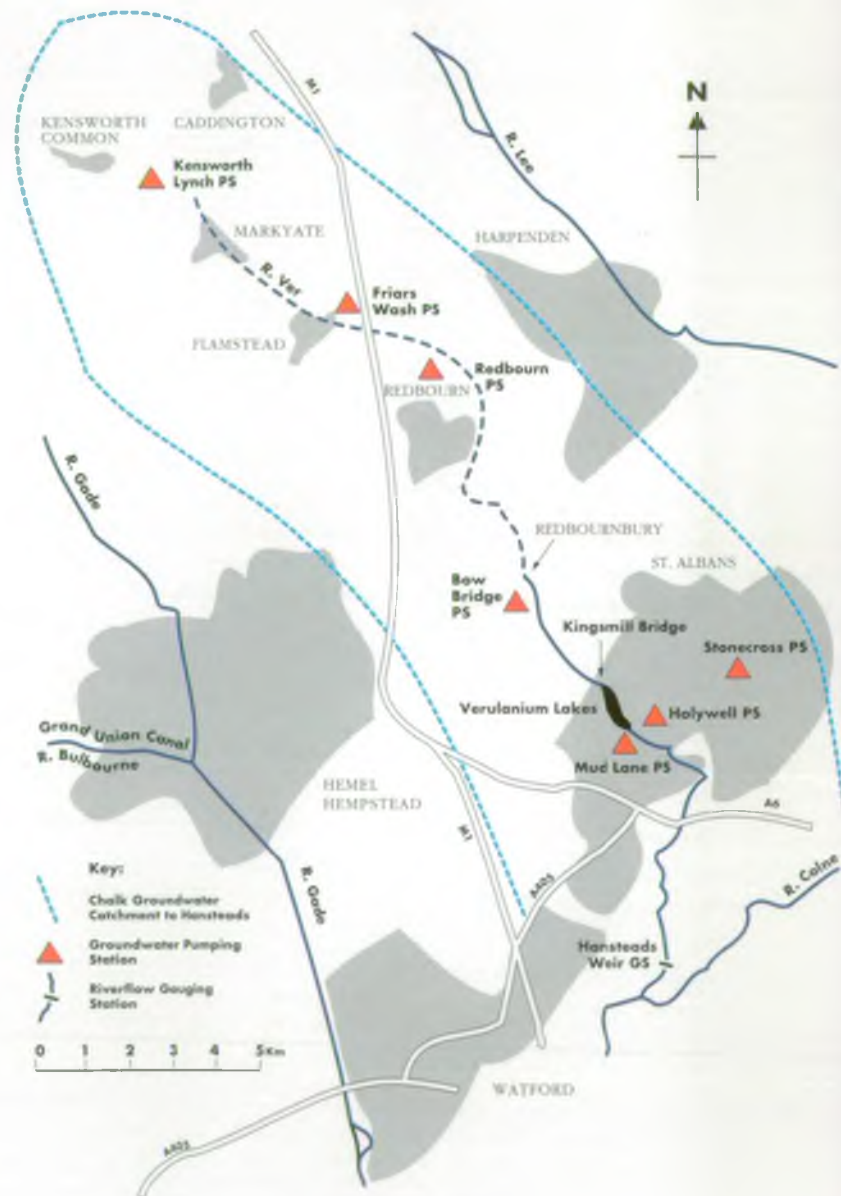 M1
R. Lee
N
KENSWORTH
COMMON
CADDINGTON
Kensworth
Lynch PS
MARKYATE
HARPENDEN
R. Ver
Friars
Wash PS
FLAMSTEAD
Redbourn
PS
REDBOURN
R. Gade
REDBOURNBURY
ST. ALBANS
Bow
Bridge
PS
Kingsmill Bridge
Stonecross PS
Verulanium Lakes
Holywell PS
Mud Lane PS
Grand Union Canal
R. Bulbourne
HEMEL
HEMPSTEAD
M1
A6
A405
R. Colne
R. Gade
Key:
Chalk Groundwater
Catchment to Hansteads
Groundwater Pumping
Station
Riverflow Gauging
Station
Hansteads
Weir GS
0 1 2 3 4 5Km
WATFORD
A405